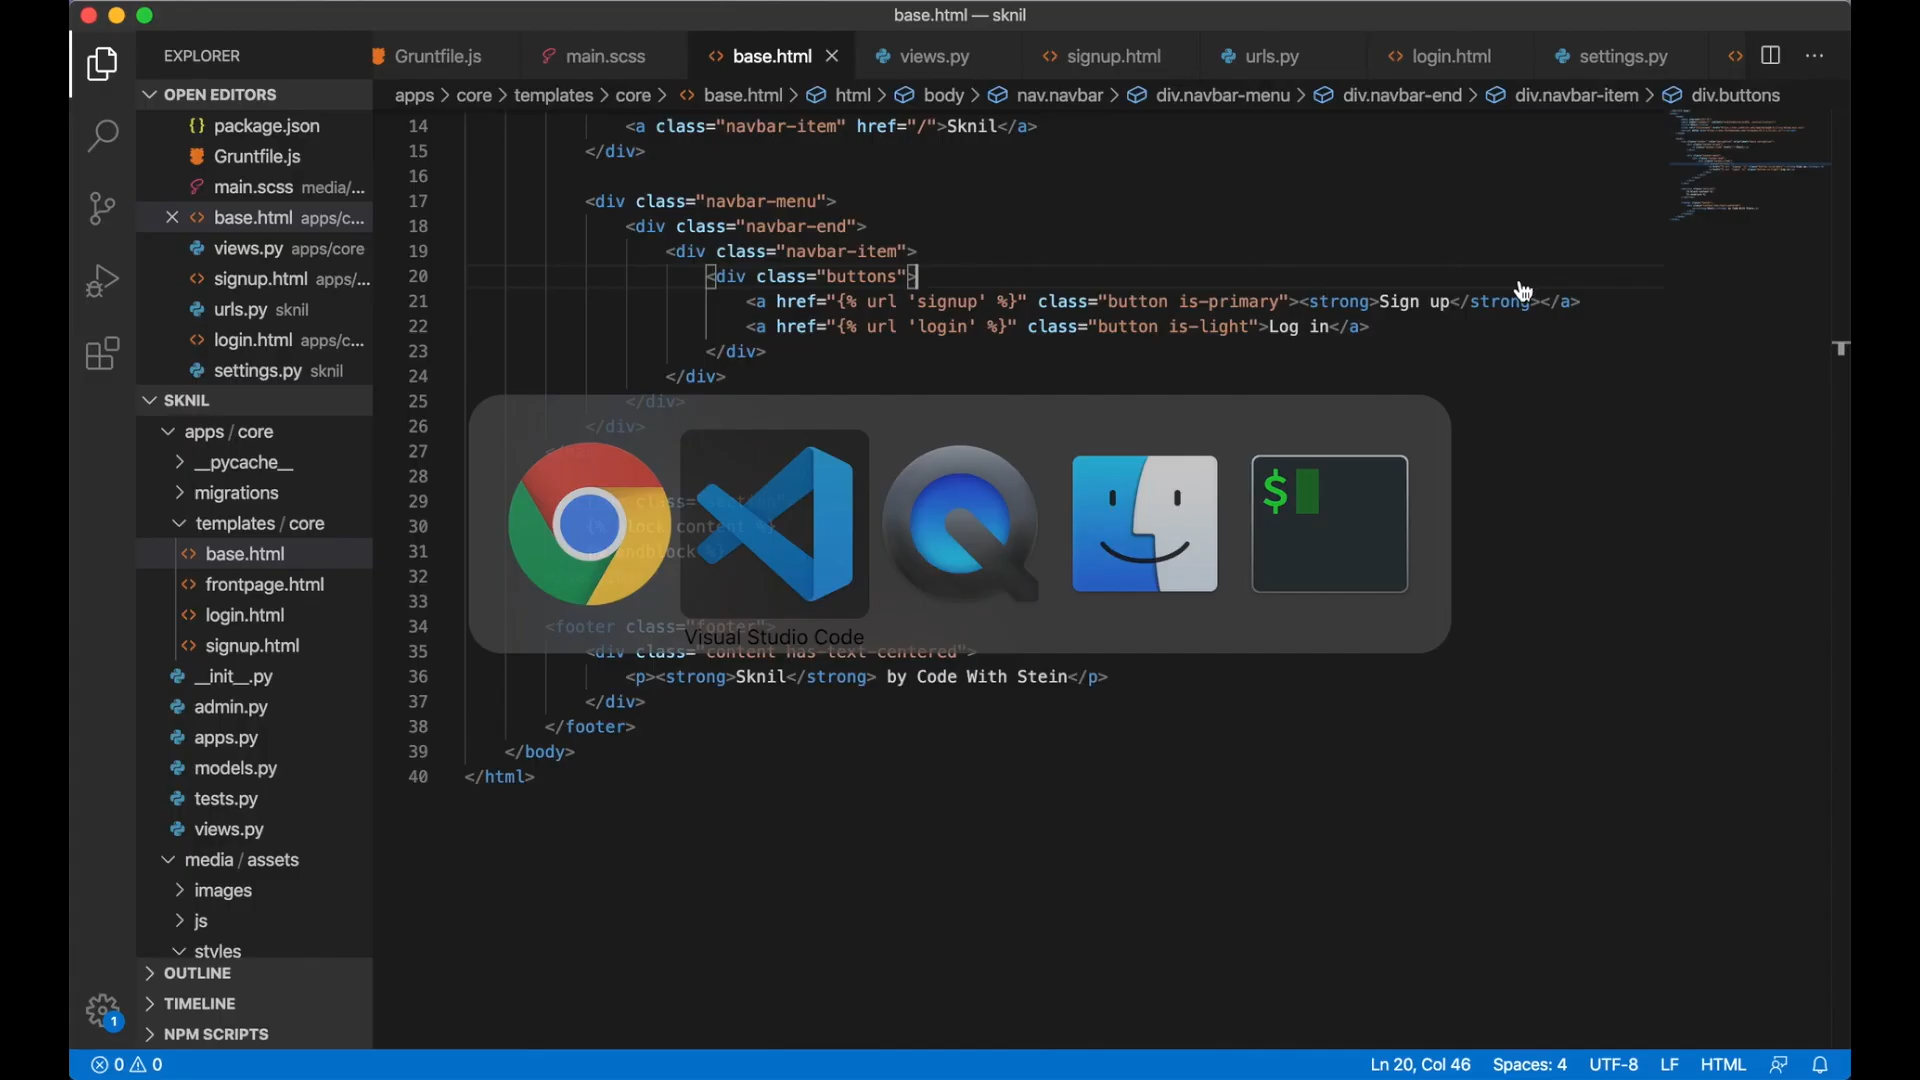 base.html — sknil
EXPLORER
Gruntfile.js
main.scss
base.html
views.py
signup.html
urls.py
login.html
settings.py
OPEN EDITORS
package.json
Gruntfile.js
main.scss media/...
base.html apps/c...
views.py apps/core
signup.html apps/...
urls.py sknil
login.html apps/c...
settings.py sknil
SKNIL
apps / core
__pycache__
migrations
templates / core
base.html
frontpage.html
login.html
signup.html
__init__.py
admin.py
apps.py
models.py
tests.py
views.py
media / assets
images
js
styles
OUTLINE
TIMELINE
NPM SCRIPTS
apps > core > templates > core > base.html > html > body > nav.navbar > div.navbar-menu > div.navbar-end > div.navbar-item > div.buttons
14 <a class="navbar-item" href="/">Sknil</a>
15 </div>
16
17 <div class="navbar-menu">
18 <div class="navbar-end">
19 <div class="navbar-item">
20 <div class="buttons">
21 <a href="{% url 'signup' %}" class="button is-primary"><strong>Sign up</strong></a>
22 <a href="{% url 'login' %}" class="button is-light">Log in</a>
23 </div>
24 </div>
25 </div>
26 </div>
27
28
29 class="section"
30 {% block content %}
31 endblock %}
32
33
34 <footer class="footer">
35 <div class="content has-text-centered">
36 <p><strong>Sknil</strong> by Code With Stein</p>
37 </div>
38 </footer>
39 </body>
40 </html>
$
Visual Studio Code
1
0 0
Ln 20, Col 46
Spaces: 4
UTF-8
LF
HTML